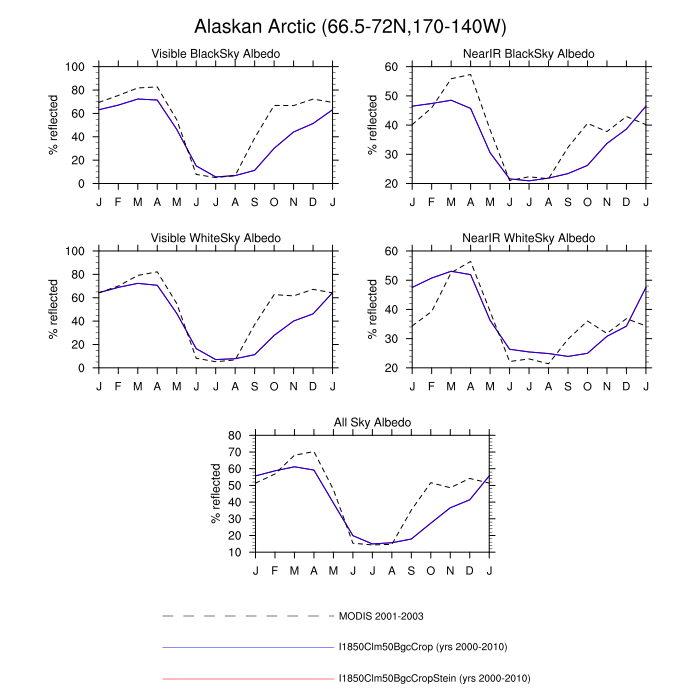 Alaskan Arctic (66.5-72N,170-140W)
Visible BlackSky Albedo
NearIR BlackSky Albedo
% reflected
100
80
60
40
20
0
J F M A M J J A S O N D J
% reflected
60
50
40
30
20
J F M A M J J A S O N D J
Visible WhiteSky Albedo
NearIR WhiteSky Albedo
% reflected
100
80
60
40
20
0
J F M A M J J A S O N D J
% reflected
60
50
40
30
20
J F M A M J J A S O N D J
All Sky Albedo
% reflected
80
70
60
50
40
30
20
10
J F M A M J J A S O N D J
MODIS 2001-2003
I1850Clm50BgcCrop (yrs 2000-2010)
I1850Clm50BgcCropStein (yrs 2000-2010)